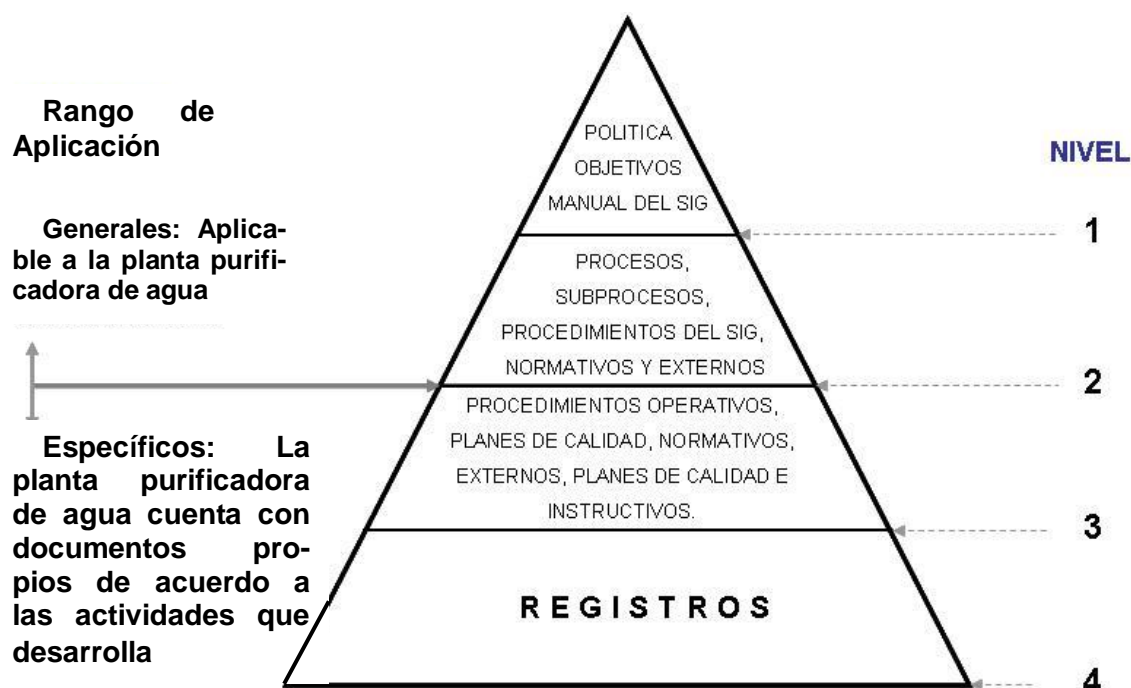 Rango de
Aplicación
Generales: Aplica-
ble a la planta purifi-
cadora de agua
Específicos: La
planta purificadora
de agua cuenta con
documentos pro-
pios de acuerdo a
las actividades que
desarrolla
POLITICA
OBJETIVOS
MANUAL DEL SIG
PROCESOS,
SUBPROCESOS,
PROCEDIMIENTOS DEL SIG,
NORMATIVOS Y EXTERNOS
PROCEDIMIENTOS OPERATIVOS,
PLANES DE CALIDAD, NORMATIVOS,
EXTERNOS, PLANES DE CALIDAD E
INSTRUCTIVOS.
REGISTROS
NIVEL
1
2
3
4